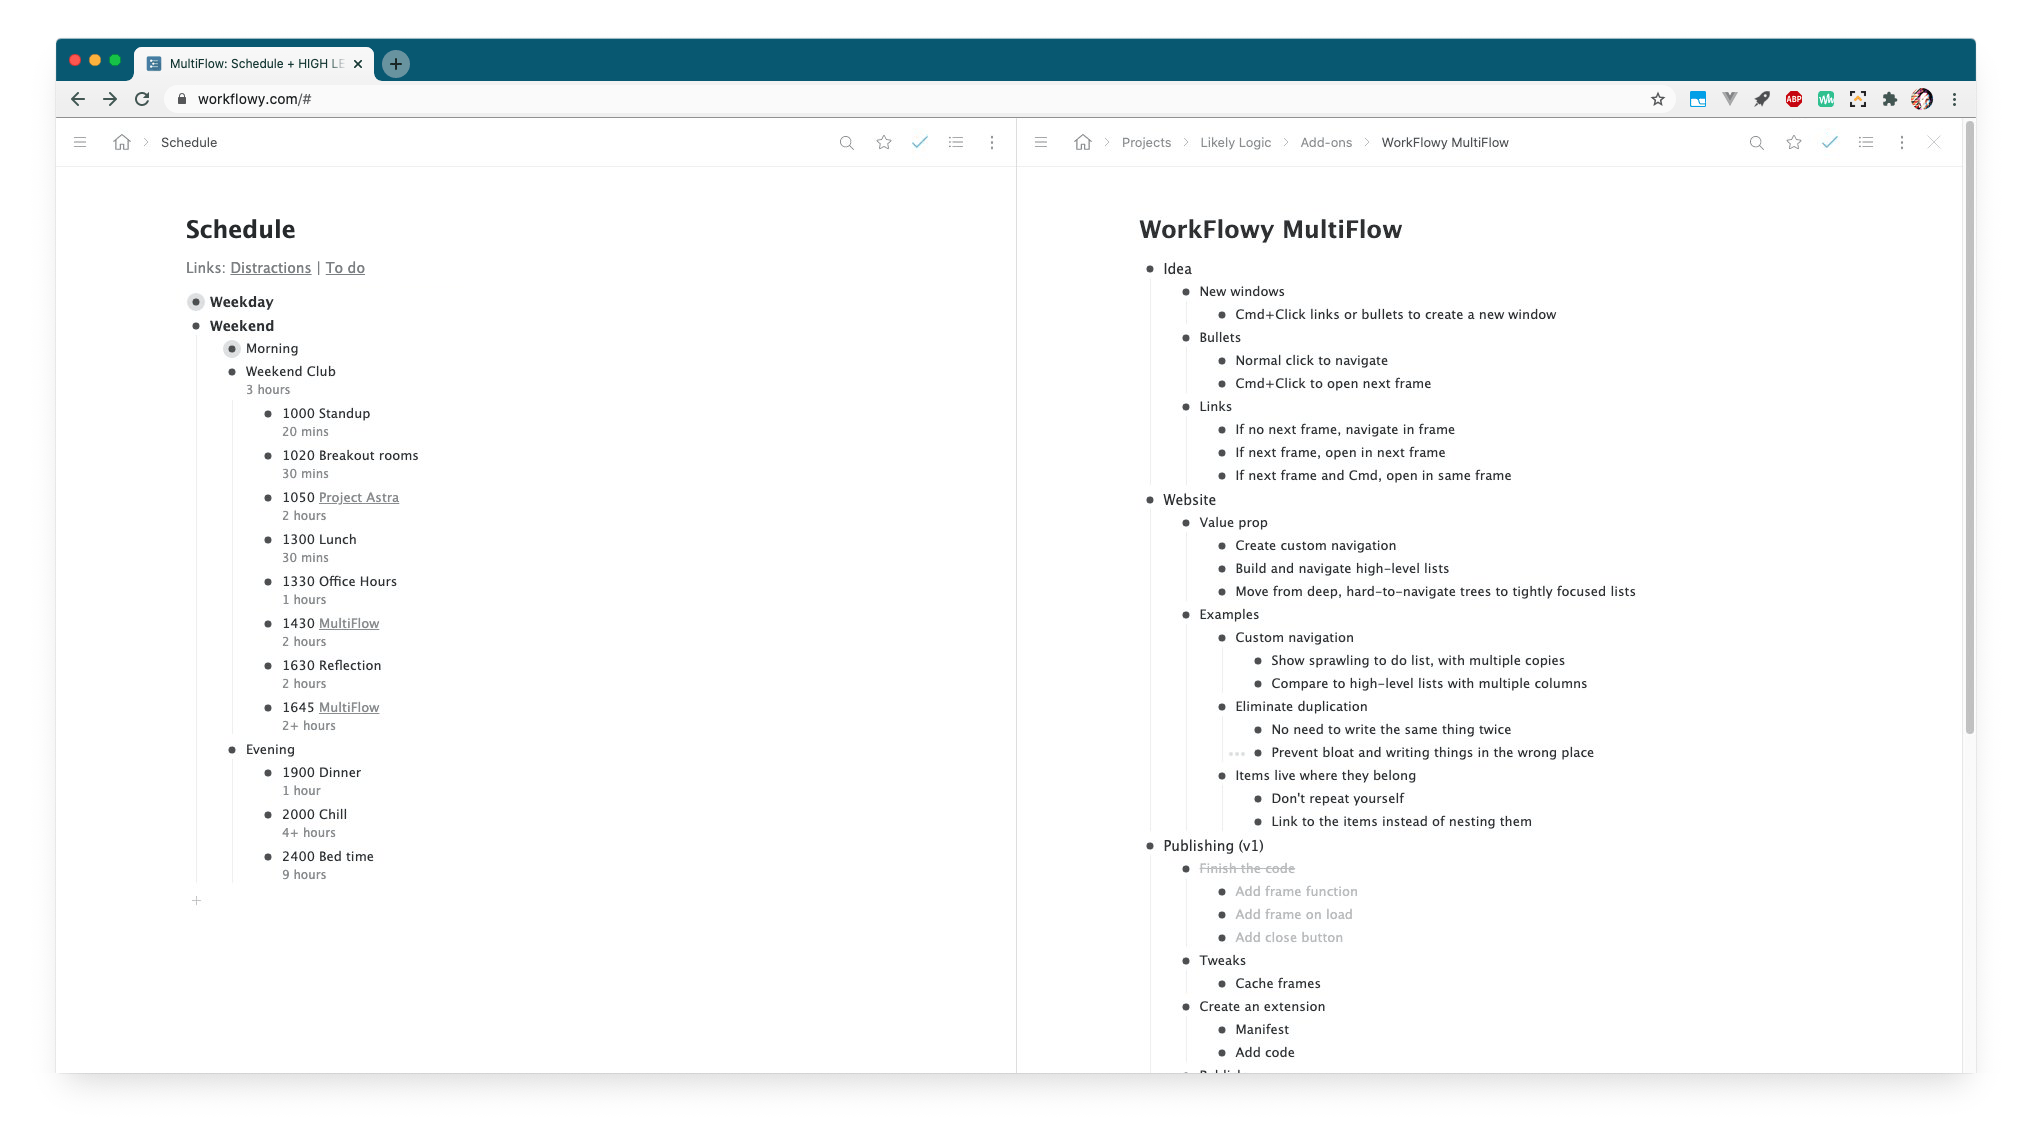 MultiFlow: Schedule + HIGH LE
workflowy.com/#
ABP
Schedule
Projects
Likely Logic
Add-ons
WorkFlowy MultiFlow
Schedule
Links: Distractions | To do
Weekday
Weekend
Morning
Weekend Club
3 hours
1000 Standup
20 mins
1020 Breakout rooms
30 mins
1050 Project Astra
2 hours
1300 Lunch
30 mins
1330 Office Hours
1 hours
1430 MultiFlow
2 hours
1630 Reflection
2 hours
1645 MultiFlow
2+ hours
Evening
1900 Dinner
1 hour
2000 Chill
4+ hours
2400 Bed time
9 hours
WorkFlowy MultiFlow
Idea
New windows
Cmd+Click links or bullets to create a new window
Bullets
Normal click to navigate
Cmd+Click to open next frame
Links
If no next frame, navigate in frame
If next frame, open in next frame
If next frame and Cmd, open in same frame
Website
Value prop
Create custom navigation
Build and navigate high-level lists
Move from deep, hard-to-navigate trees to tightly focused lists
Examples
Custom navigation
Show sprawling to do list, with multiple copies
Compare to high-level lists with multiple columns
Eliminate duplication
No need to write the same thing twice
Prevent bloat and writing things in the wrong place
Items live where they belong
Don't repeat yourself
Link to the items instead of nesting them
Publishing (v1)
Finish the code
Add frame function
Add frame on load
Add close button
Tweaks
Cache frames
Create an extension
Manifest
Add code